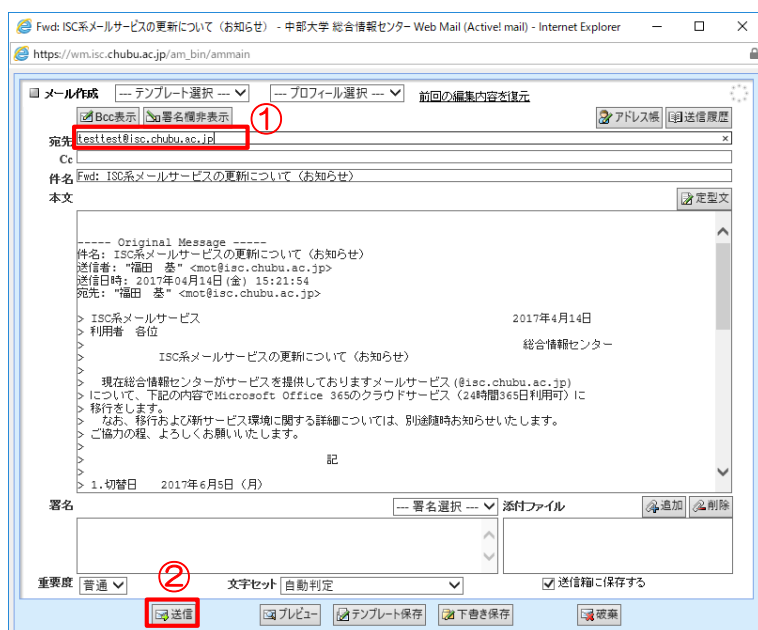 Fwd: ISC系メールサービスの更新について（お知らせ） - 中部大学 総合情報センター Web Mail (Active! mail) - Internet Explorer
https://wm.isc.chubu.ac.jp/am_bin/ammain
メール作成 --- テンプレート選択 --- --- プロフィール選択 --- 前回の編集内容を復元
Bcc表示 署名欄非表示 ① アドレス帳 送信履歴
宛先 testtest@isc.chubu.ac.jp ×
Cc
件名 Fwd: ISC系メールサービスの更新について（お知らせ）
本文 定型文
----- Original Message -----
件名: ISC系メールサービスの更新について（お知らせ）
送信者: "福田　基" <mot@isc.chubu.ac.jp>
送信日時: 2017年04月14日(金) 15:21:54
宛先: "福田　基" <mot@isc.chubu.ac.jp>
> ISC系メールサービス 2017年4月14日
> 利用者　各位
> 総合情報センター
> ISC系メールサービスの更新について（お知らせ）
>
> 現在総合情報センターがサービスを提供しておりますメールサービス(@isc.chubu.ac.jp)
> について、下記の内容でMicrosoft Office 365のクラウドサービス（24時間365日利用可）に
> 移行をします。
> なお、移行および新サービス環境に関する詳細については、別途随時お知らせいたします。
> ご協力の程、よろしくお願いいたします。
>
> 記
>
> 1.切替日　2017年6月5日（月）
署名 --- 署名選択 --- 添付ファイル 追加 削除
重要度 普通 ② 文字セット 自動判定 送信箱に保存する
送信 プレビュー テンプレート保存 下書き保存 破棄